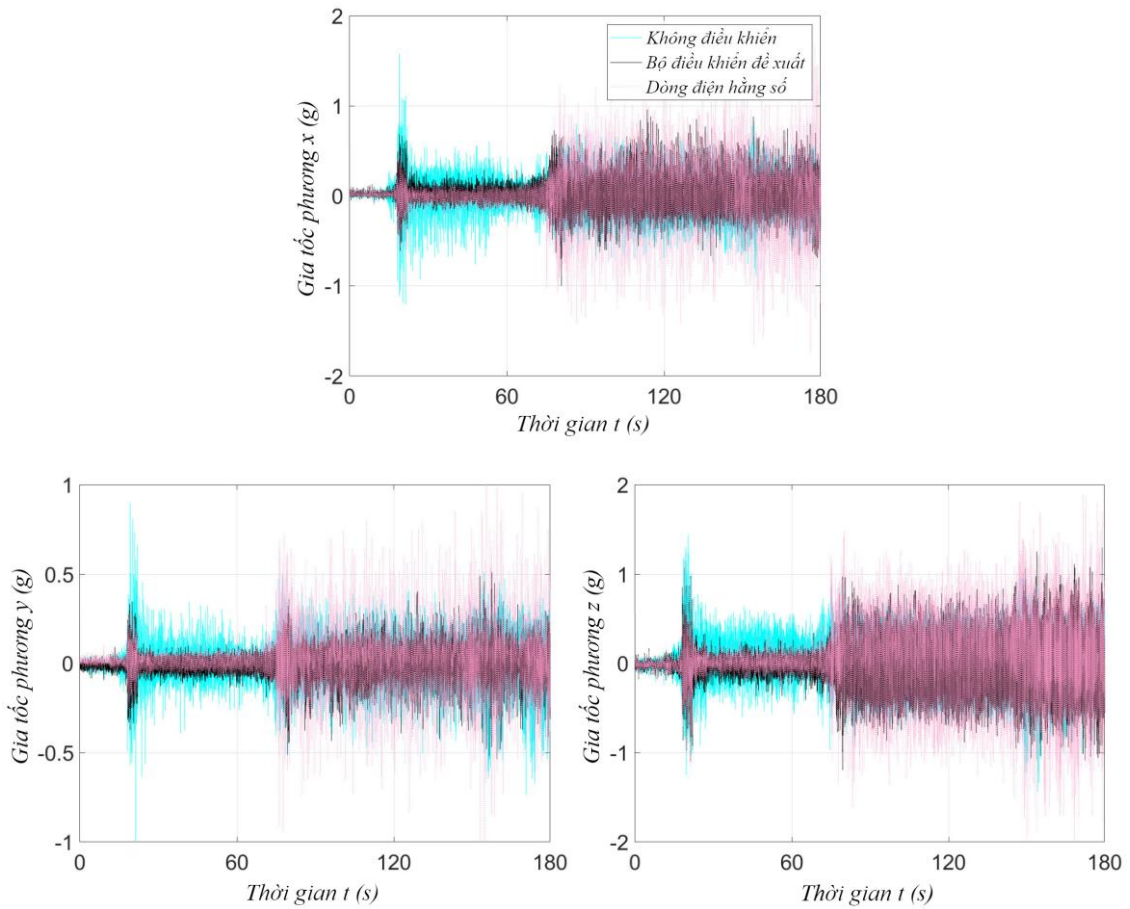 2
Không điều khiển
Bộ điều khiển đề xuất
Dòng điện hằng số
1
0
-1
-2
Gia tốc phương x (g)
0 60 120 180
Thời gian t (s)
1
0.5
0
-0.5
-1
Gia tốc phương y (g)
0 60 120 180
Thời gian t (s)
2
1
0
-1
-2
Gia tốc phương z (g)
0 60 120 180
Thời gian t (s)